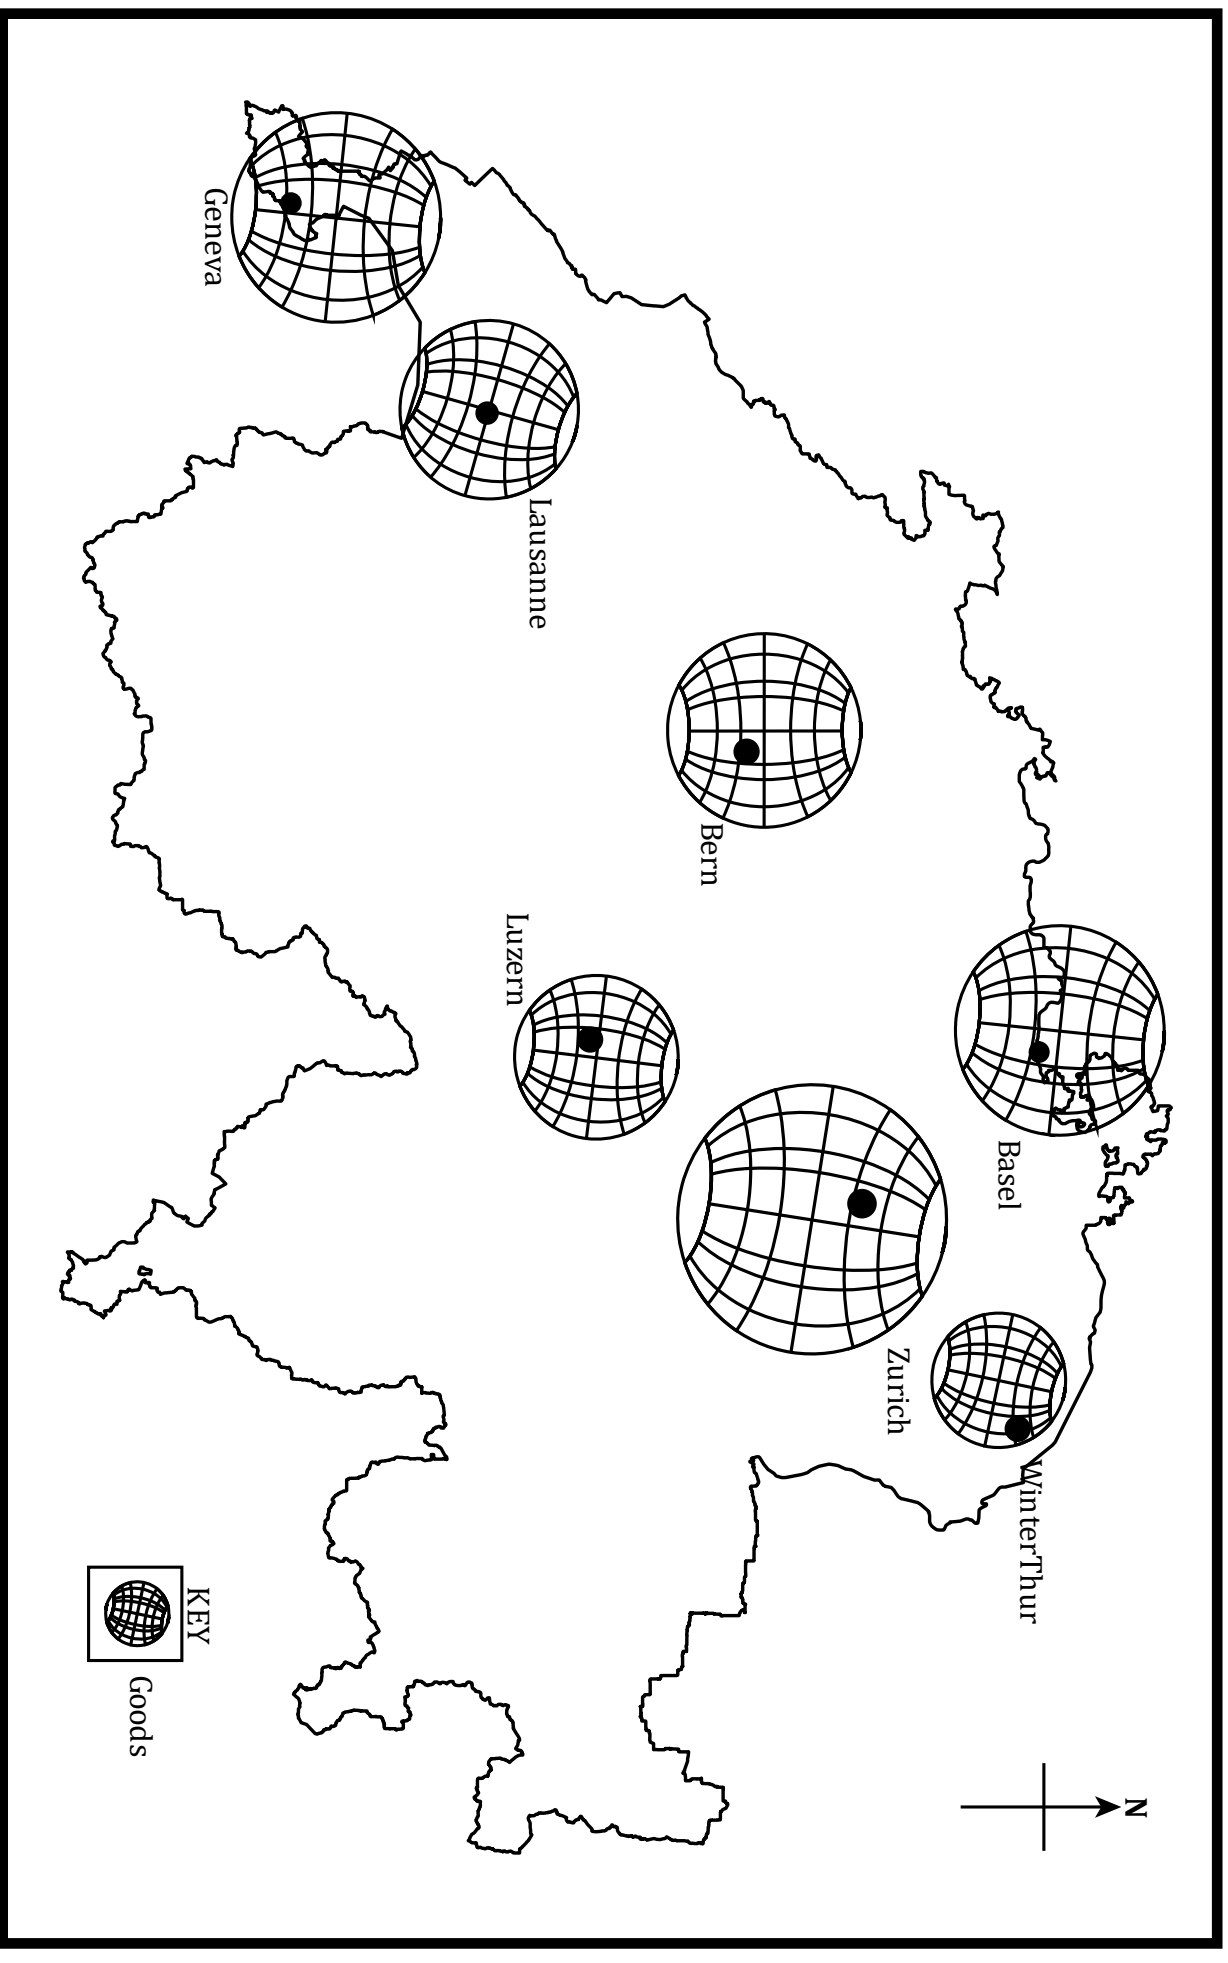 N
Basel
WinterThur
Zurich
Bern
Luzern
Lausanne
Geneva
KEY
Goods